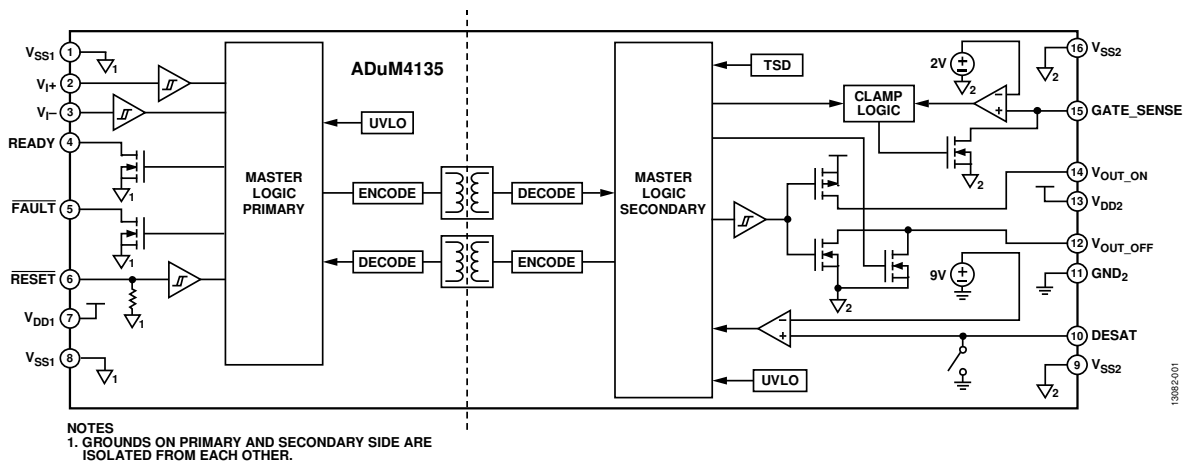 ADuM4135
VSS1 1
VI+ 2
VI− 3
READY 4
FAULT 5
RESET 6
VDD1 7
VSS1 8
1
1
1
1
1
MASTER
LOGIC
PRIMARY
UVLO
ENCODE
DECODE
DECODE
ENCODE
MASTER
LOGIC
SECONDARY
TSD
CLAMP
LOGIC
2V
2
−
+
2
2
9V
−
+
UVLO
2
2
16 VSS2
15 GATE_SENSE
14 VOUT_ON
13 VDD2
12 VOUT_OFF
11 GND2
10 DESAT
9 VSS2
NOTES
1. GROUNDS ON PRIMARY AND SECONDARY SIDE ARE
ISOLATED FROM EACH OTHER.
13082-001